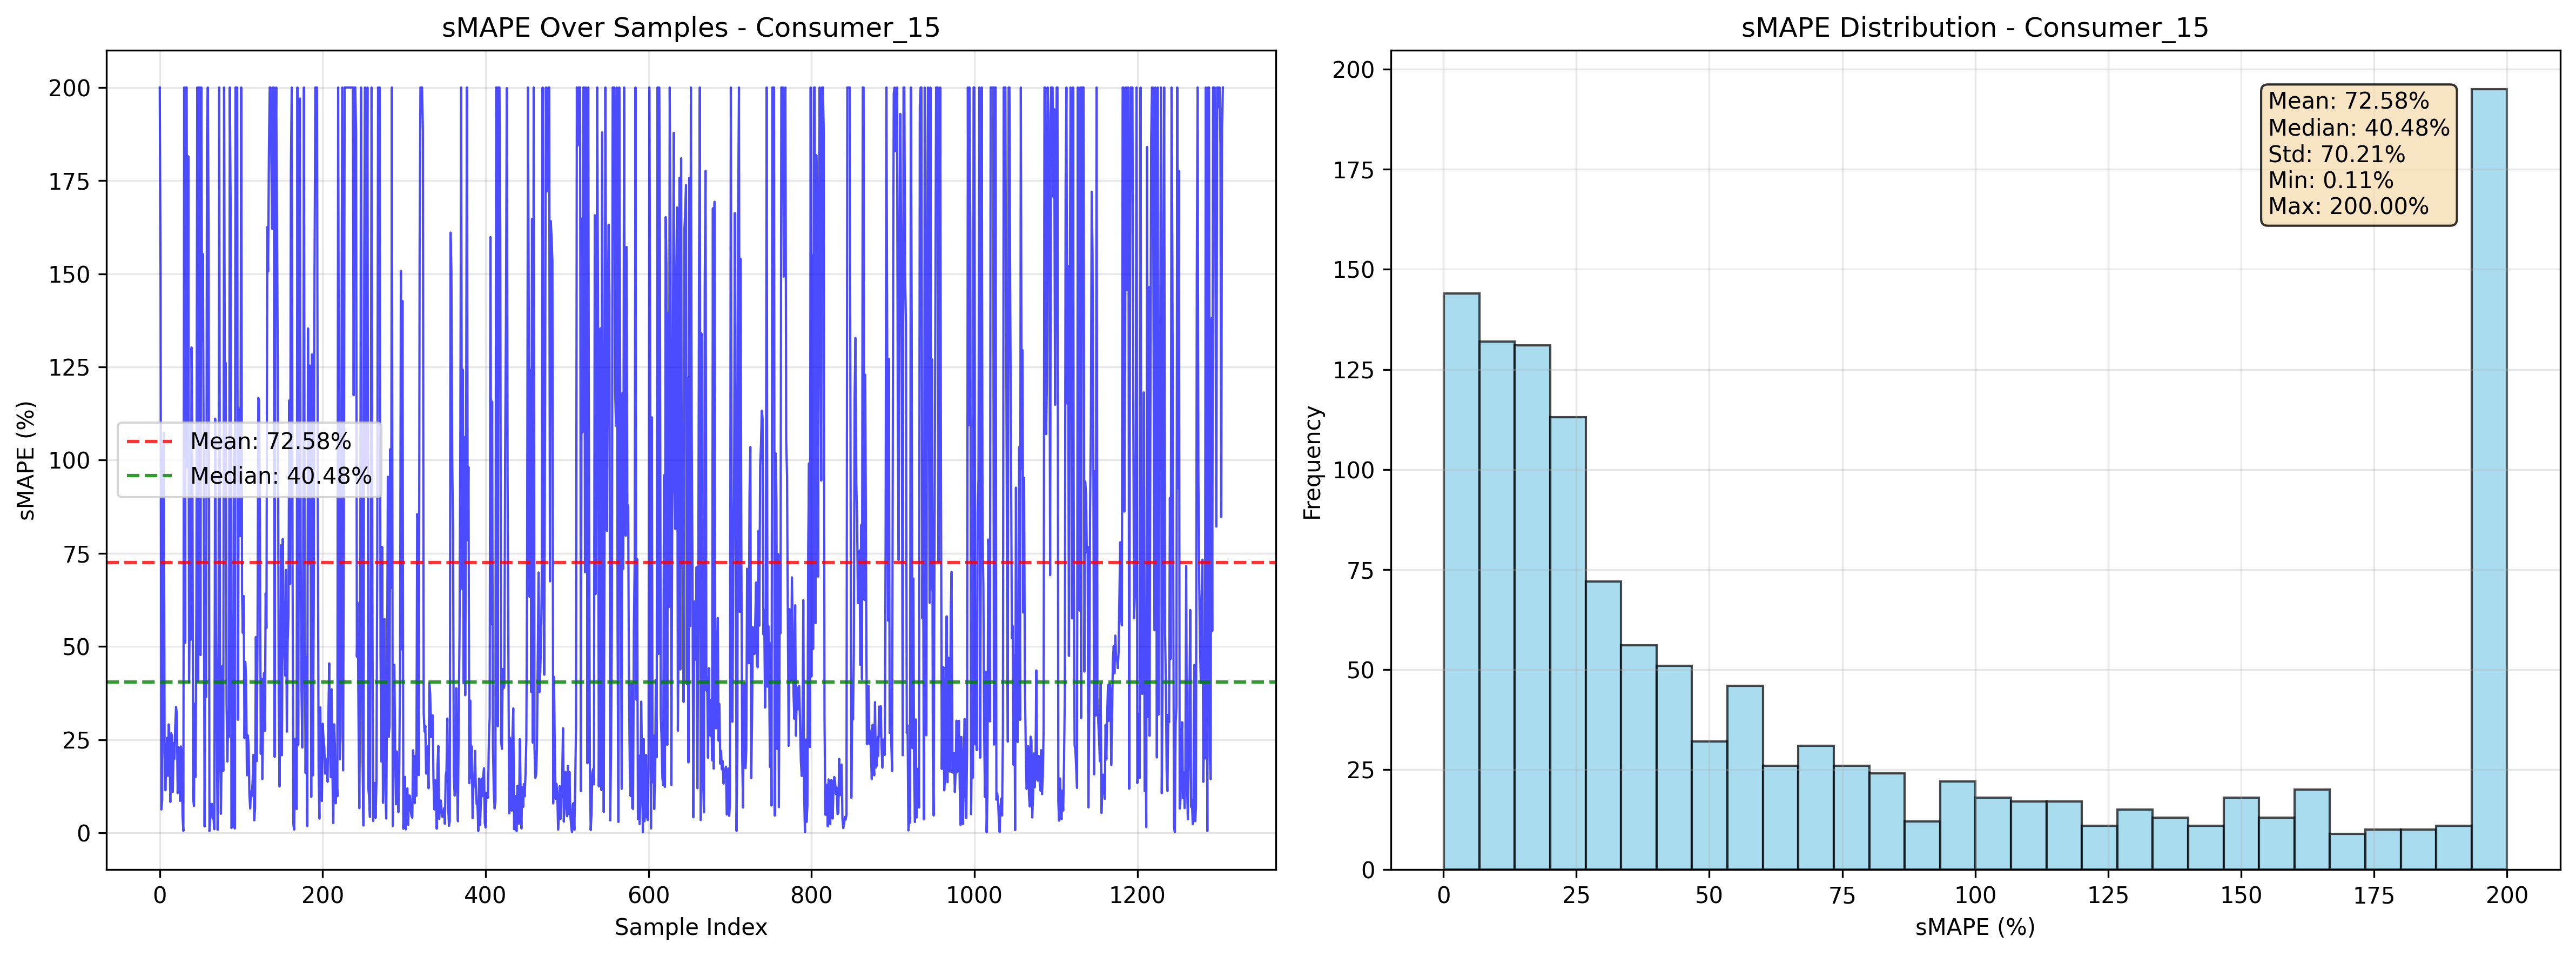 sMAPE Over Samples - Consumer_15
sMAPE (%)
200
175
150
125
100
75
50
25
0
Mean: 72.58%
Median: 40.48%
0
200
400
600
800
1000
1200
Sample Index
sMAPE Distribution - Consumer_15
Frequency
200
175
150
125
100
75
50
25
0
Mean: 72.58%
Median: 40.48%
Std: 70.21%
Min: 0.11%
Max: 200.00%
0
25
50
75
100
125
150
175
200
sMAPE (%)